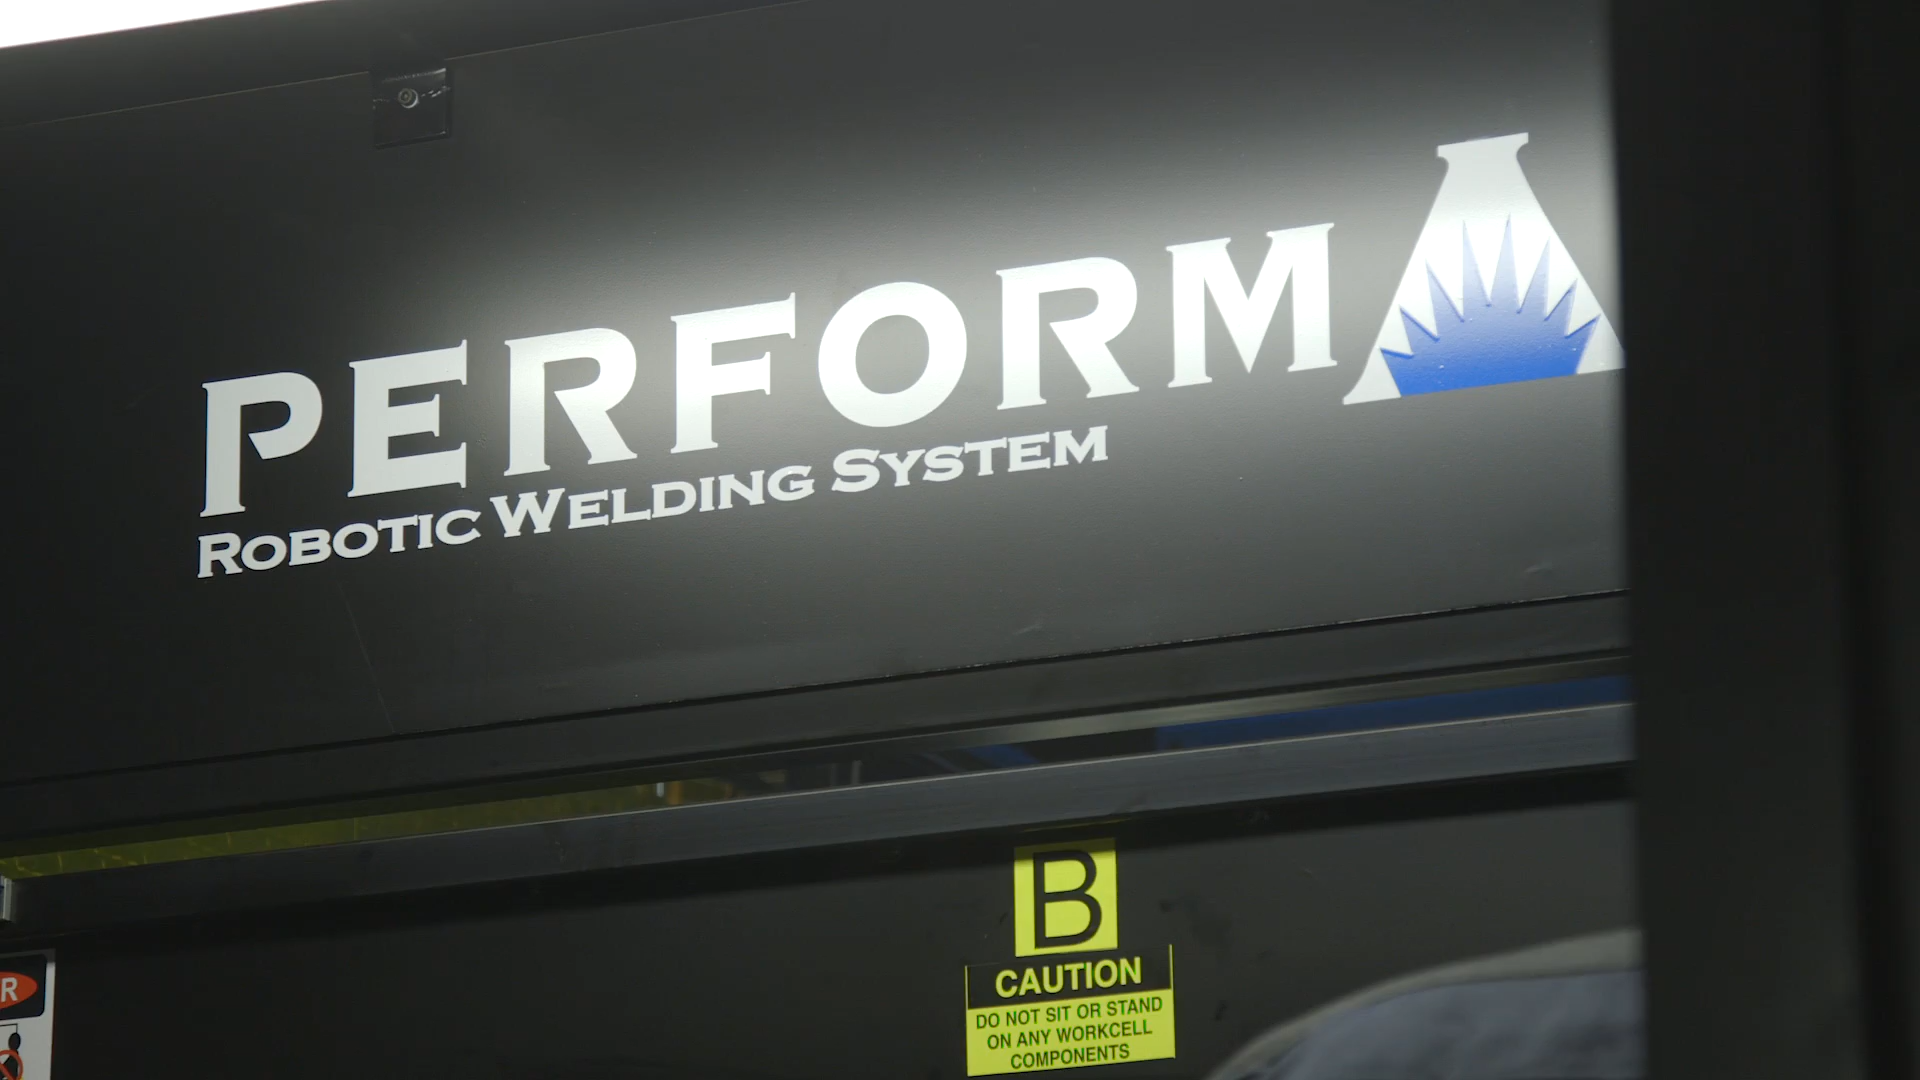 PERFORMA
ROBOTIC WELDING SYSTEM
B
CAUTION
DO NOT SIT OR STAND
ON ANY WORKCELL
COMPONENTS
R